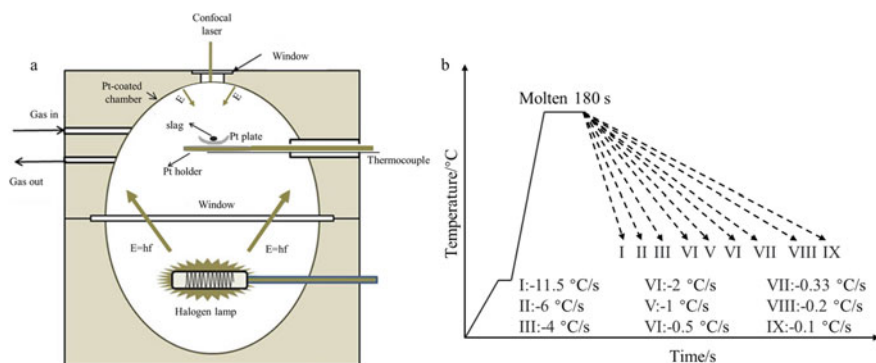 a
Confocal
laser
Window
Pt-coated
chamber
E
E
Gas in
slag
Pt plate
Thermocouple
Gas out
Pt holder
Window
E=hf
E=hf
Halogen lamp
b
Temperature/°C
Molten 180 s
I II III VI V VI VII VIII IX
I:-11.5 °C/s VI:-2 °C/s VII:-0.33 °C/s
II:-6 °C/s V:-1 °C/s VIII:-0.2 °C/s
III:-4 °C/s VI:-0.5 °C/s IX:-0.1 °C/s
Time/s